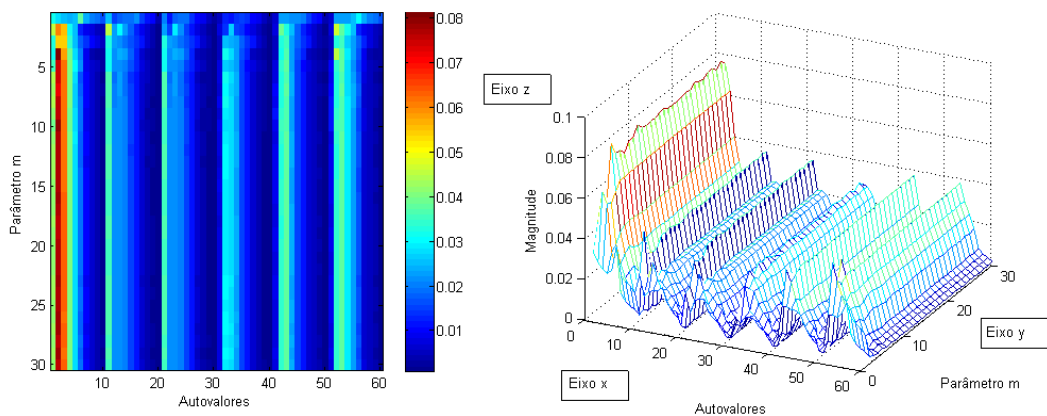 5
10
15
20
25
30
Parâmetro m
10 20 30 40 50 60
Autovalores
0.08
0.07
0.06
0.05
0.04
0.03
0.02
0.01
Eixo z
0.1
0.08
0.06
0.04
0.02
0
Magnitude
0 10 20 30 40 50 60
Eixo x
Autovalores
0 10 20 30
Eixo y
Parâmetro m